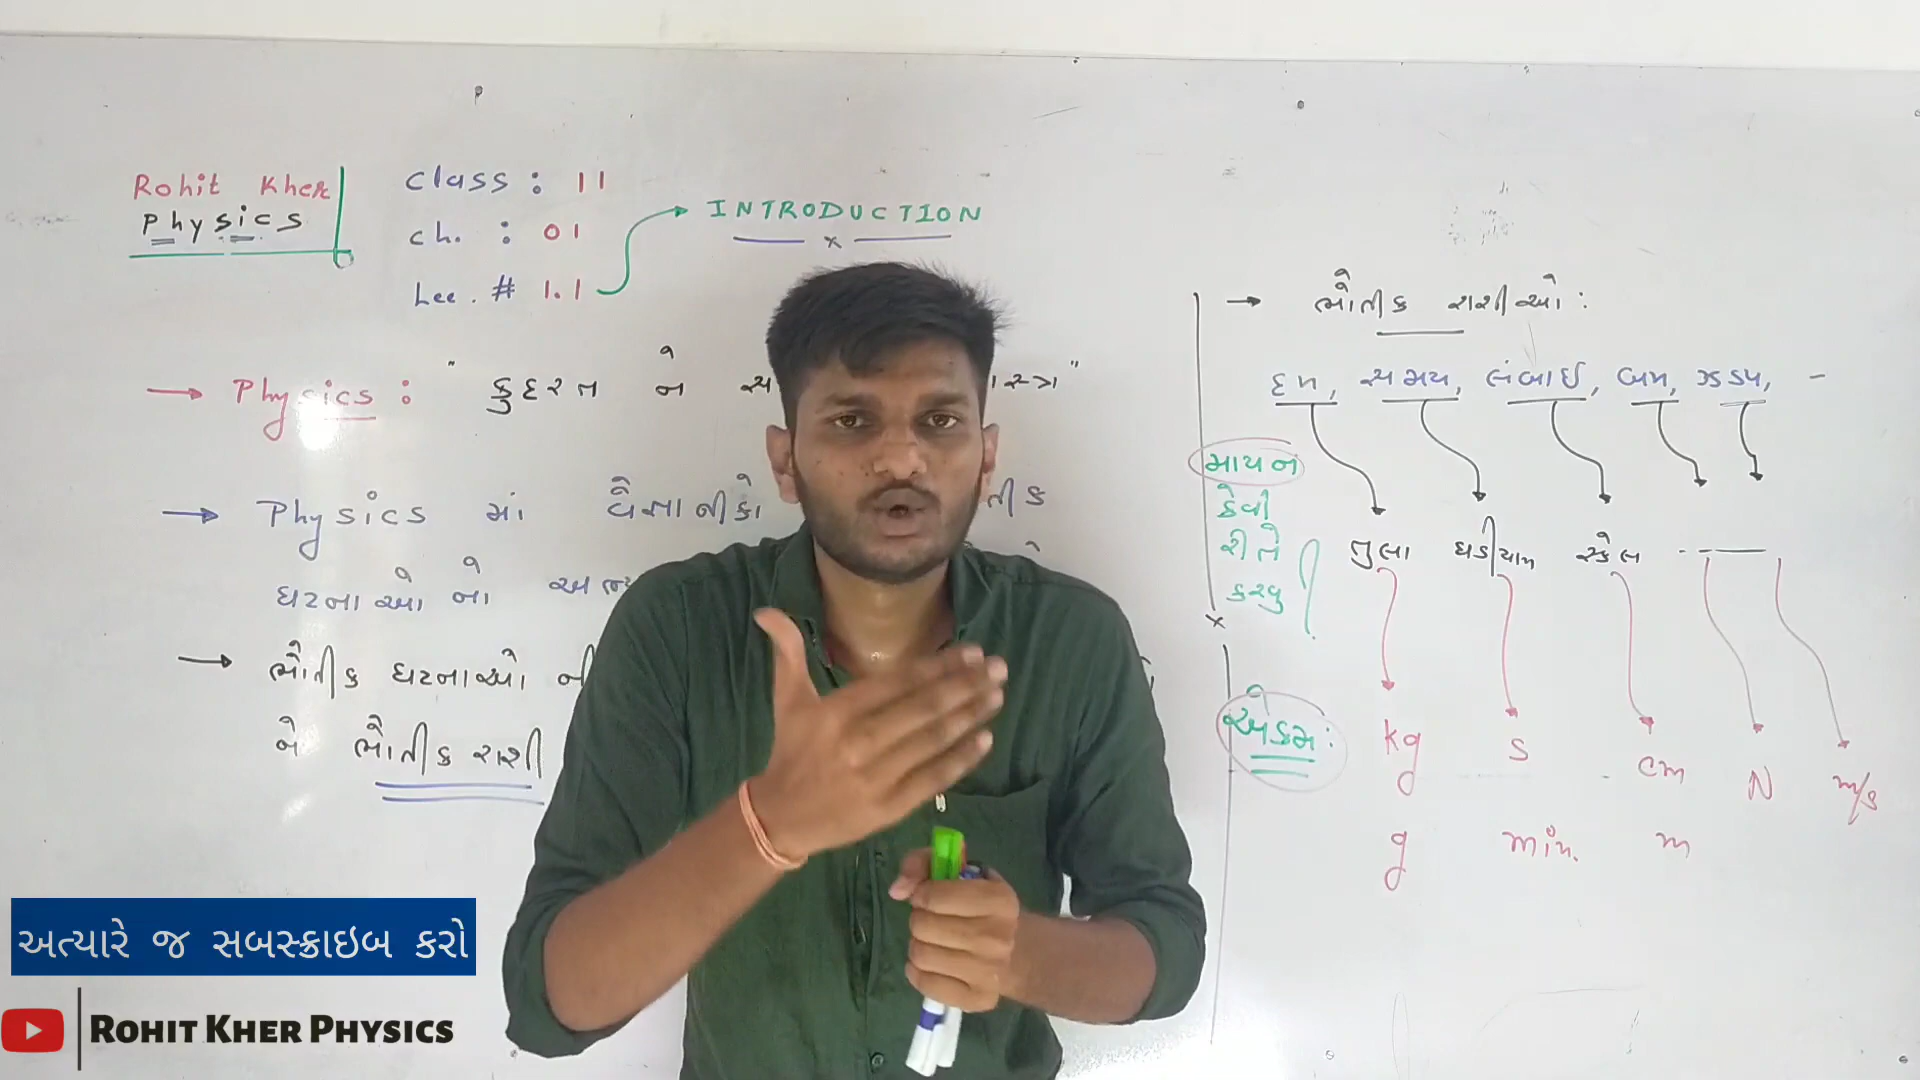 Rohit Kher
Physics
class : 11
ch. : 01
Lec. # 1.1
INTRODUCTION
→ Physics : " કુદરત ને
"
→ Physics માં વૈજ્ઞાનીકો
ઘટનાઓ નો
→ ભૌતીક ઘટનાઓ ની
ને ભૌતીક રાશી
→ ભૌતીક રાશીઓ :
દળ, સમય, લંબાઈ, બળ, ઝડપ, -
માપન
કેવી
રીતે
કરવુ
તુલા ઘડીયાળ સ્કેલ
એકમ :
kg s cm N m/s
g min. m
અત્યારે જ સબસ્ક્રાઇબ કરો
ROHIT KHER PHYSICS